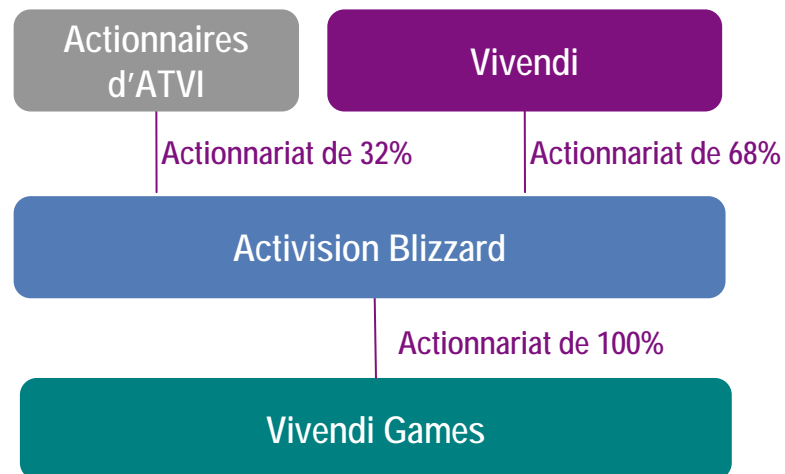 Actionnaires
d’ATVI
Vivendi
Actionnariat de 32%
Actionnariat de 68%
Activision Blizzard
Actionnariat de 100%
Vivendi Games